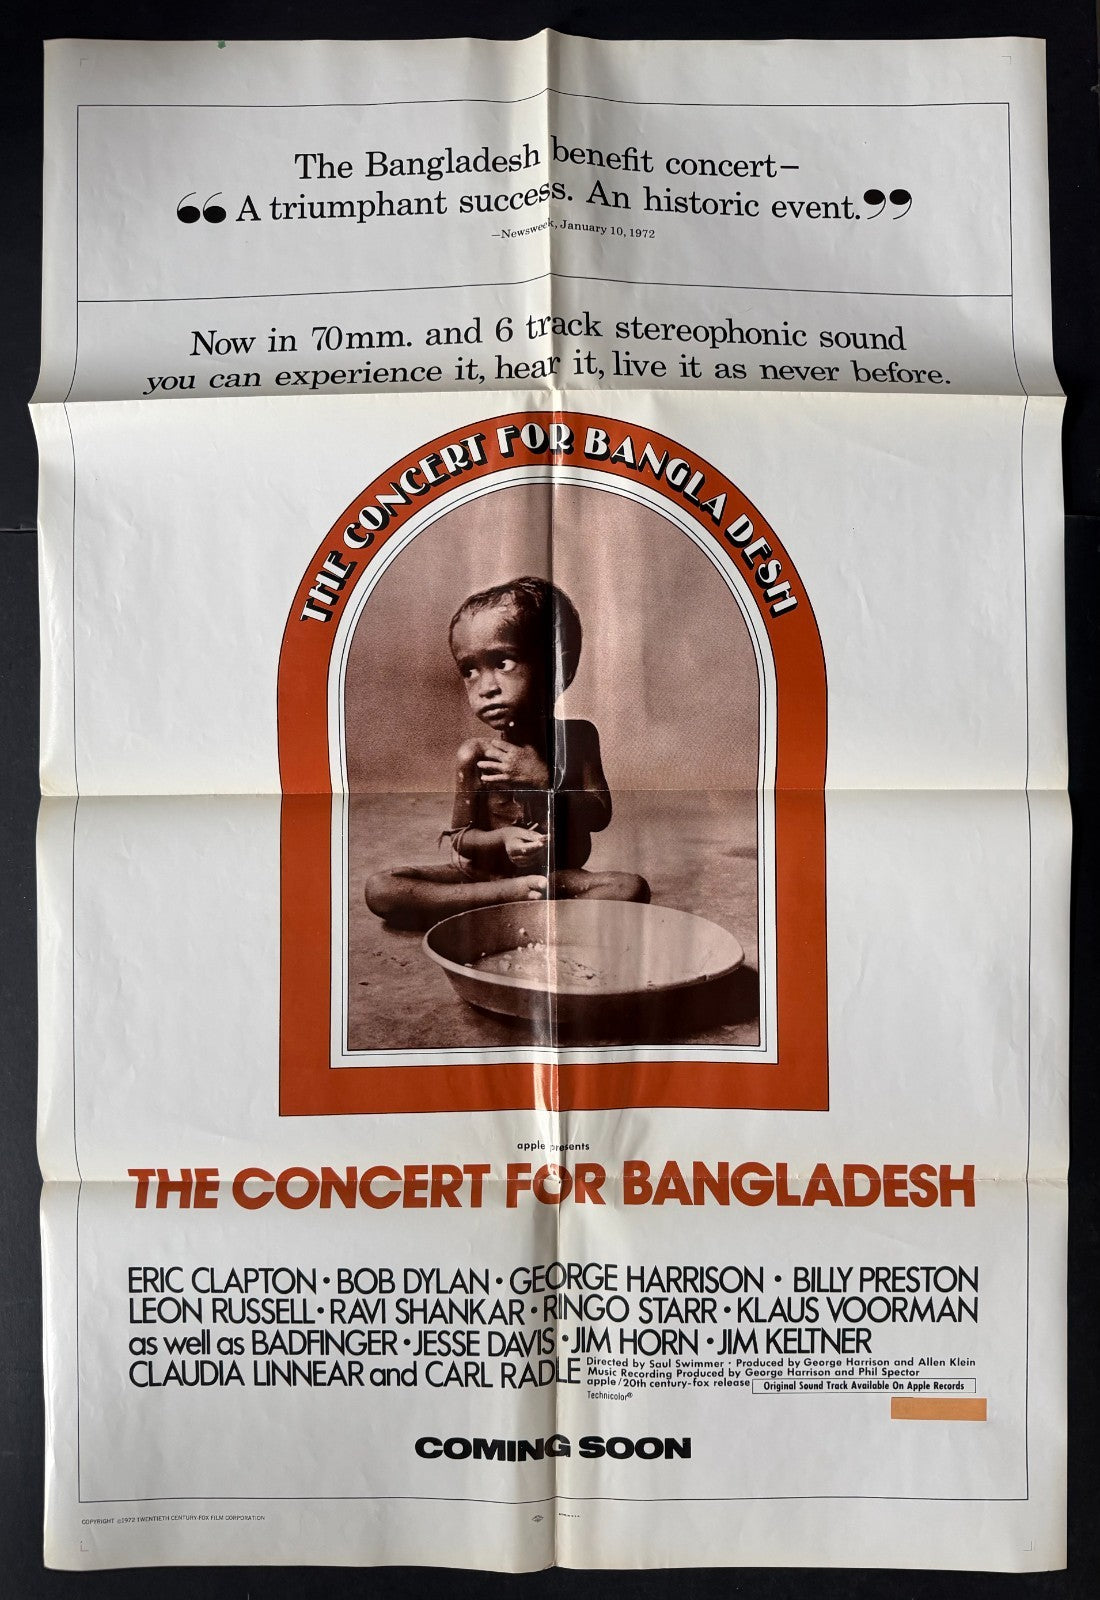 The Bangladesh benefit concert–
“A triumphant success. An historic event.”
–Newsweek, January 10, 1972
Now in 70mm. and 6 track stereophonic sound
you can experience it, hear it, live it as never before.
THE CONCERT FOR BANGLA DESH
apple presents
THE CONCERT FOR BANGLADESH
ERIC CLAPTON • BOB DYLAN • GEORGE HARRISON • BILLY PRESTON
LEON RUSSELL • RAVI SHANKAR • RINGO STARR • KLAUS VOORMAN
as well as BADFINGER • JESSE DAVIS • JIM HORN • JIM KELTNER
CLAUDIA LINNEAR and CARL RADLE
Directed by Saul Swimmer • Produced by George Harrison and Allen Klein
Music Recording Produced by George Harrison and Phil Spector
apple/20th century-fox release
Original Sound Track Available On Apple Records
Technicolor®
COMING SOON
COPYRIGHT ©1972 TWENTIETH CENTURY-FOX FILM CORPORATION